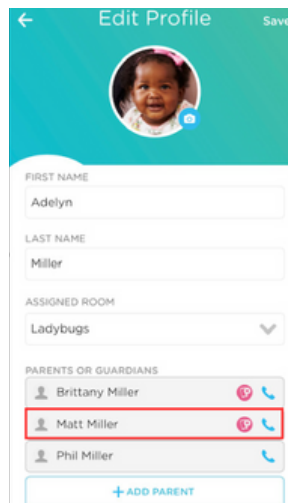 Edit Profile
Save
FIRST NAME
Adelyn
LAST NAME
Miller
ASSIGNED ROOM
Ladybugs
PARENTS OR GUARDIANS
Brittany Miller
Matt Miller
Phil Miller
+ ADD PARENT